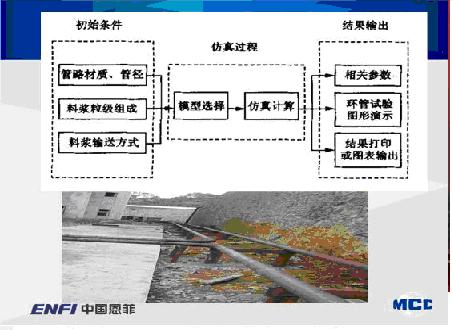 初始条件
仿真过程
结果输出
管路材质、管径
料浆粒级组成
料浆输送方式
模型选择
仿真计算
相关参数
环管试验
图形演示
结果打印
或图表输出
ENFI 中国恩菲
MCC